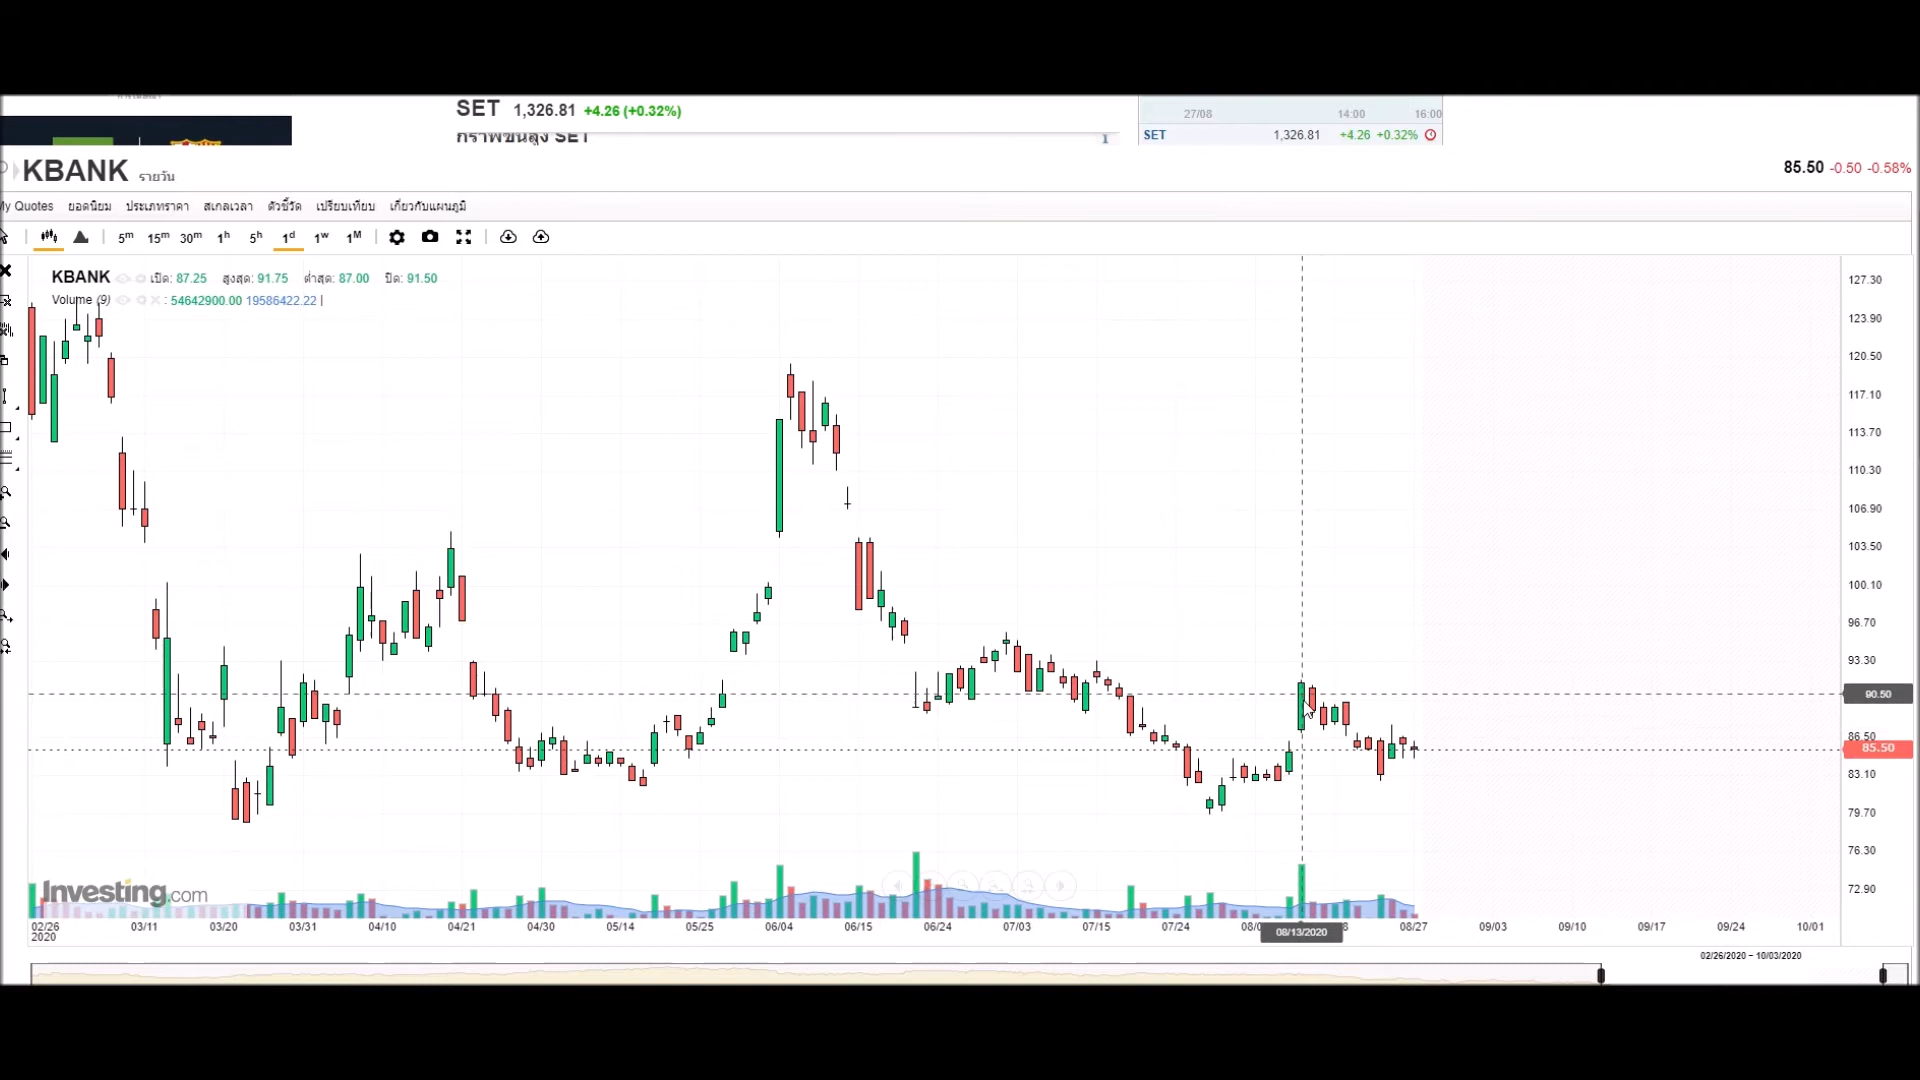 SET 1,326.81 +4.26 (+0.32%)
27/08 14:00 16:00
SET 1,326.81 +4.26 +0.32%
KBANK รายวัน
85.50 -0.50 -0.58%
My Quotes ยอดนิยม ประเภทราคา สเกลเวลา ตัวชี้วัด เปรียบเทียบ เกี่ยวกับแผนภูมิ
5m 15m 30m 1h 5h 1d 1w 1M
KBANK เปิด: 87.25 สูงสุด: 91.75 ต่ำสุด: 87.00 ปิด: 91.50
Volume (9) : 54642900.00 19586422.22
127.30
123.90
120.50
117.10
113.70
110.30
106.90
103.50
100.10
96.70
93.30
90.50
86.50
85.50
83.10
79.70
76.30
72.90
Investing.com
02/26 03/11 03/20 03/31 04/10 04/21 04/30 05/14 05/25 06/04 06/15 06/24 07/03 07/15 07/24 08/13/2020 08/27 09/03 09/10 09/17 09/24 10/01
2020
02/26/2020 - 10/03/2020